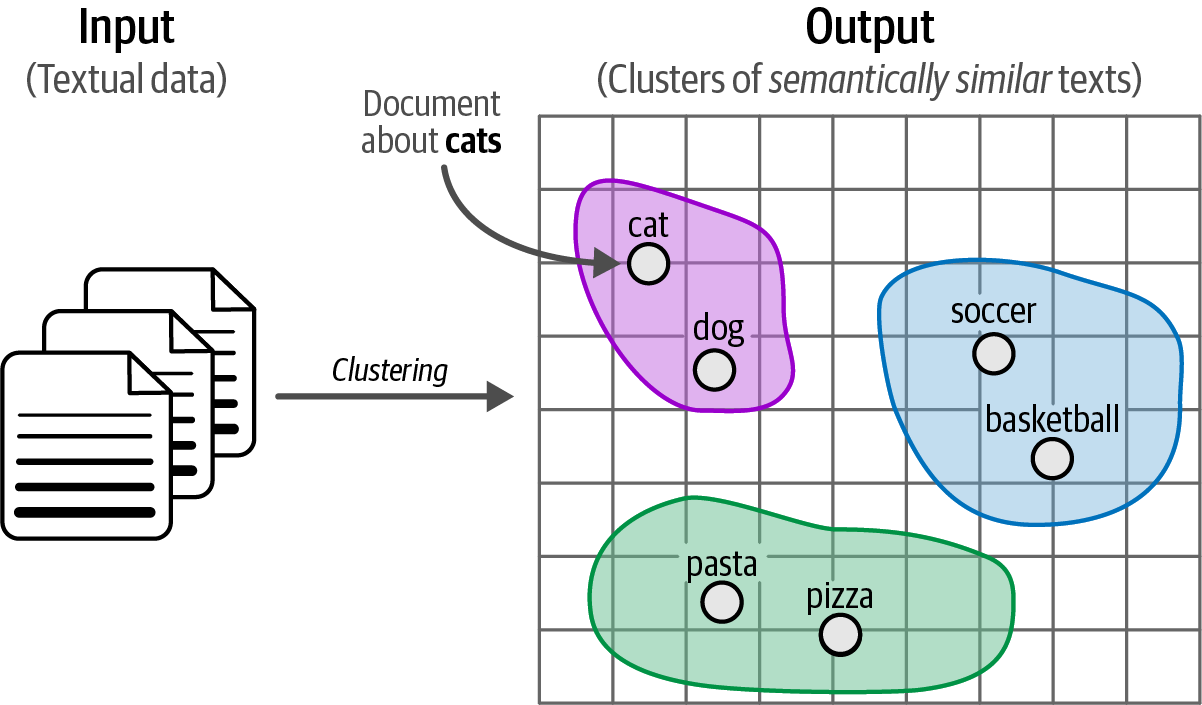 Input
(Textual data)
Output
(Clusters of semantically similar texts)
Document
about cats
Clustering
cat
dog
soccer
basketball
pasta
pizza